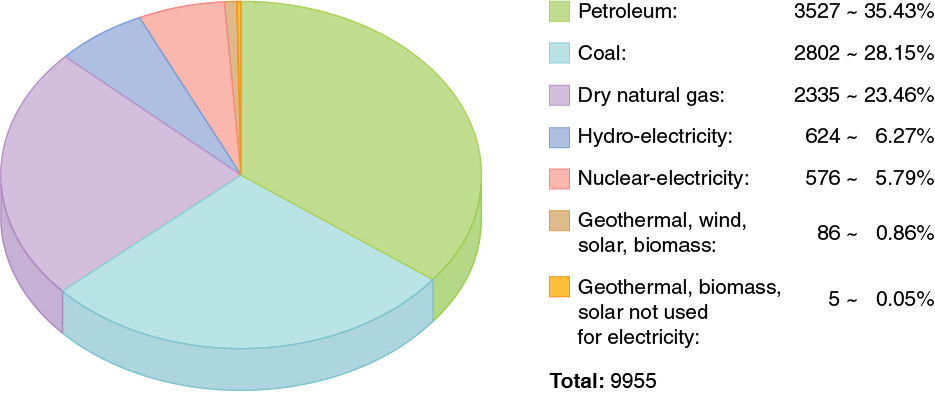 Petroleum: 3527 ~ 35.43%
Coal: 2802 ~ 28.15%
Dry natural gas: 2335 ~ 23.46%
Hydro-electricity: 624 ~ 6.27%
Nuclear-electricity: 576 ~ 5.79%
Geothermal, wind,
solar, biomass: 86 ~ 0.86%
Geothermal, biomass,
solar not used 5 ~ 0.05%
for electricity:
Total: 9955